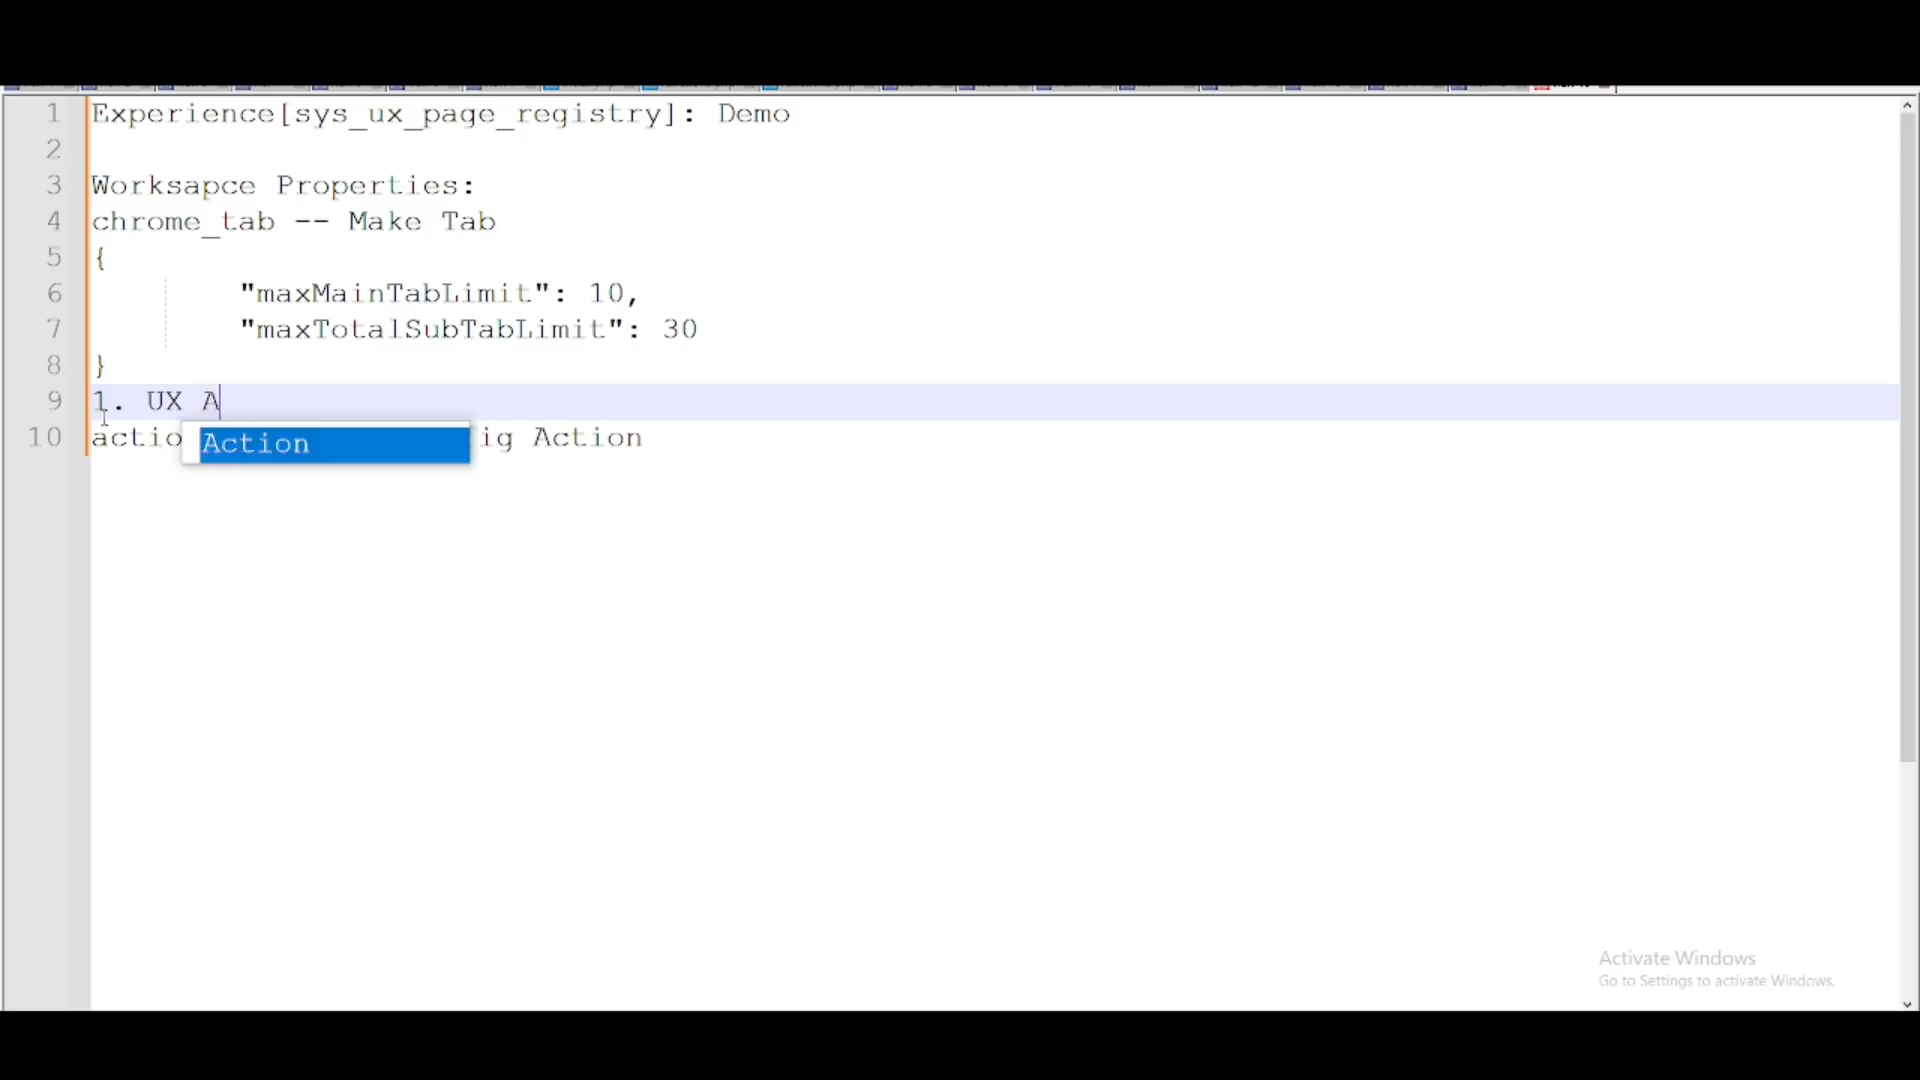 1 Experience[sys_ux_page_registry]: Demo
2
3 Worksapce Properties:
4 chrome_tab -- Make Tab
5 {
6 "maxMainTabLimit": 10,
7 "maxTotalSubTabLimit": 30
8 }
9 1. UX A
10 actio ig Action
Action
Activate Windows
Go to Settings to activate Windows.